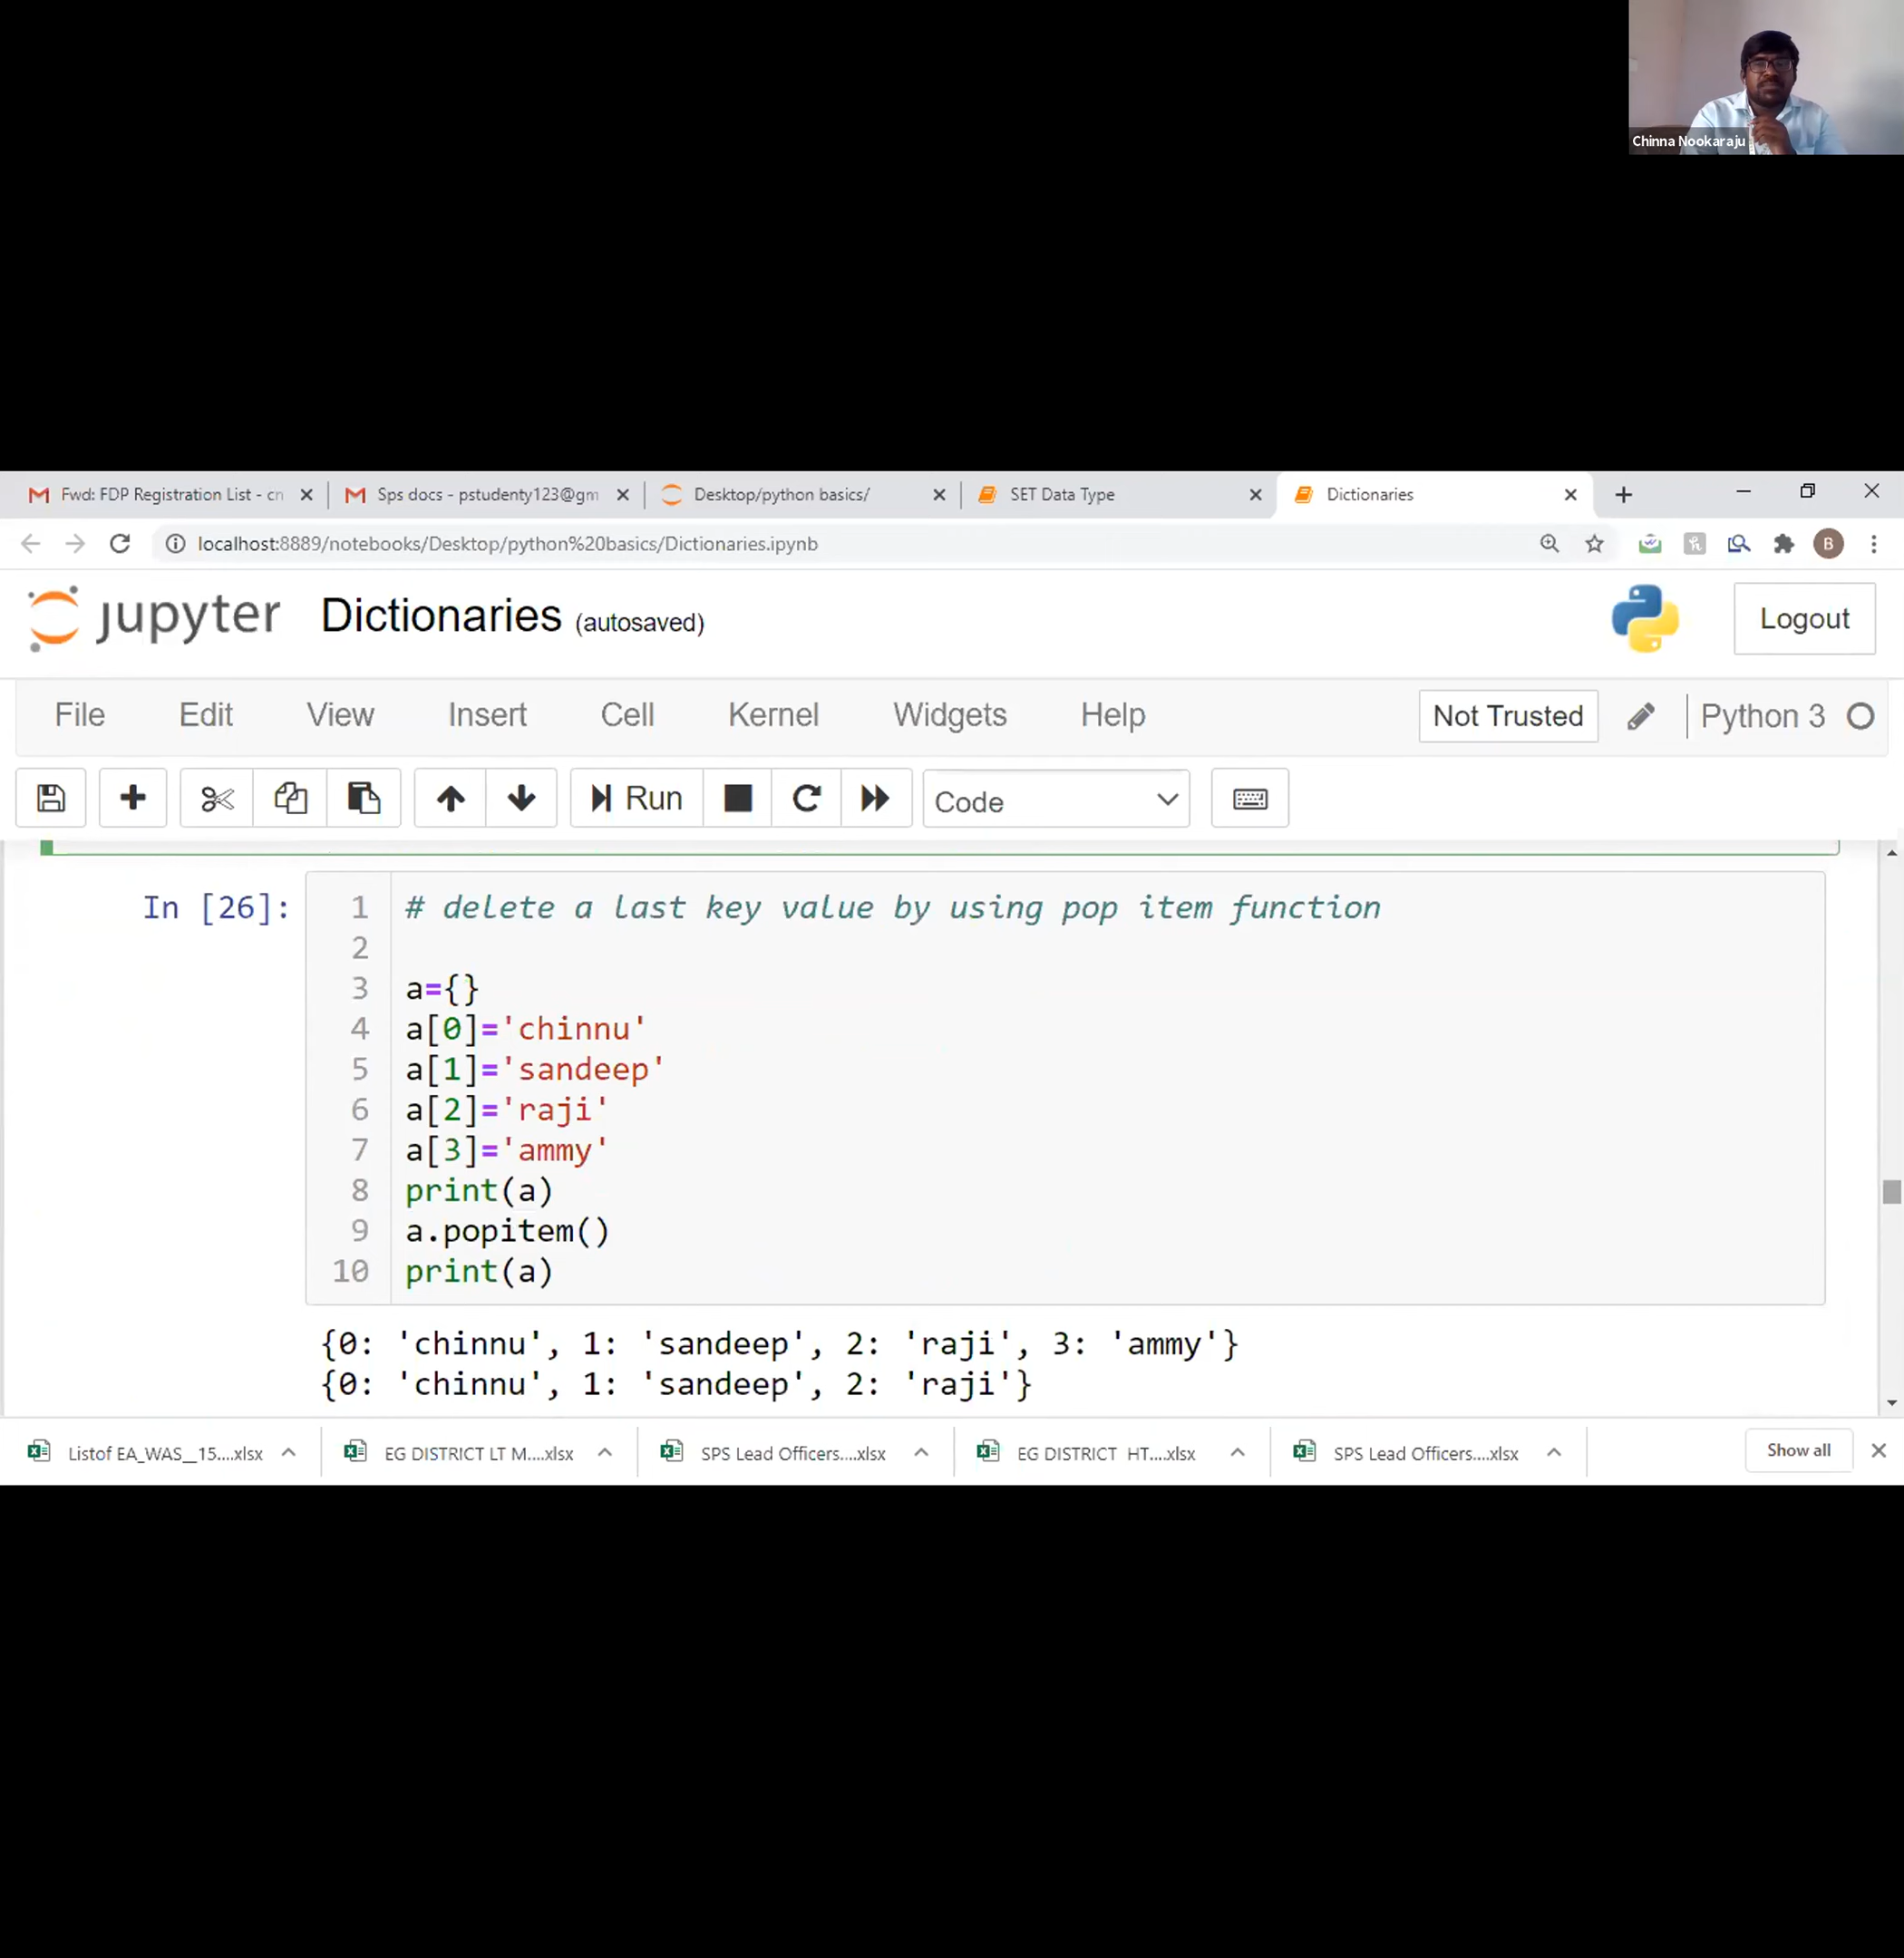 Chinna Nookaraju
Fwd: FDP Registration List - cn
Sps docs - pstudenty123@gm
Desktop/python basics/
SET Data Type
Dictionaries
localhost:8889/notebooks/Desktop/python%20basics/Dictionaries.ipynb
B
jupyter Dictionaries (autosaved)
Logout
File Edit View Insert Cell Kernel Widgets Help
Not Trusted
Python 3
Run
Code
In [26]:
1 # delete a last key value by using pop item function
2
3 a={}
4 a[0]='chinnu'
5 a[1]='sandeep'
6 a[2]='raji'
7 a[3]='ammy'
8 print(a)
9 a.popitem()
10 print(a)
{0: 'chinnu', 1: 'sandeep', 2: 'raji', 3: 'ammy'}
{0: 'chinnu', 1: 'sandeep', 2: 'raji'}
Listof EA_WAS__15....xlsx
EG DISTRICT LT M....xlsx
SPS Lead Officers....xlsx
EG DISTRICT HT....xlsx
SPS Lead Officers....xlsx
Show all